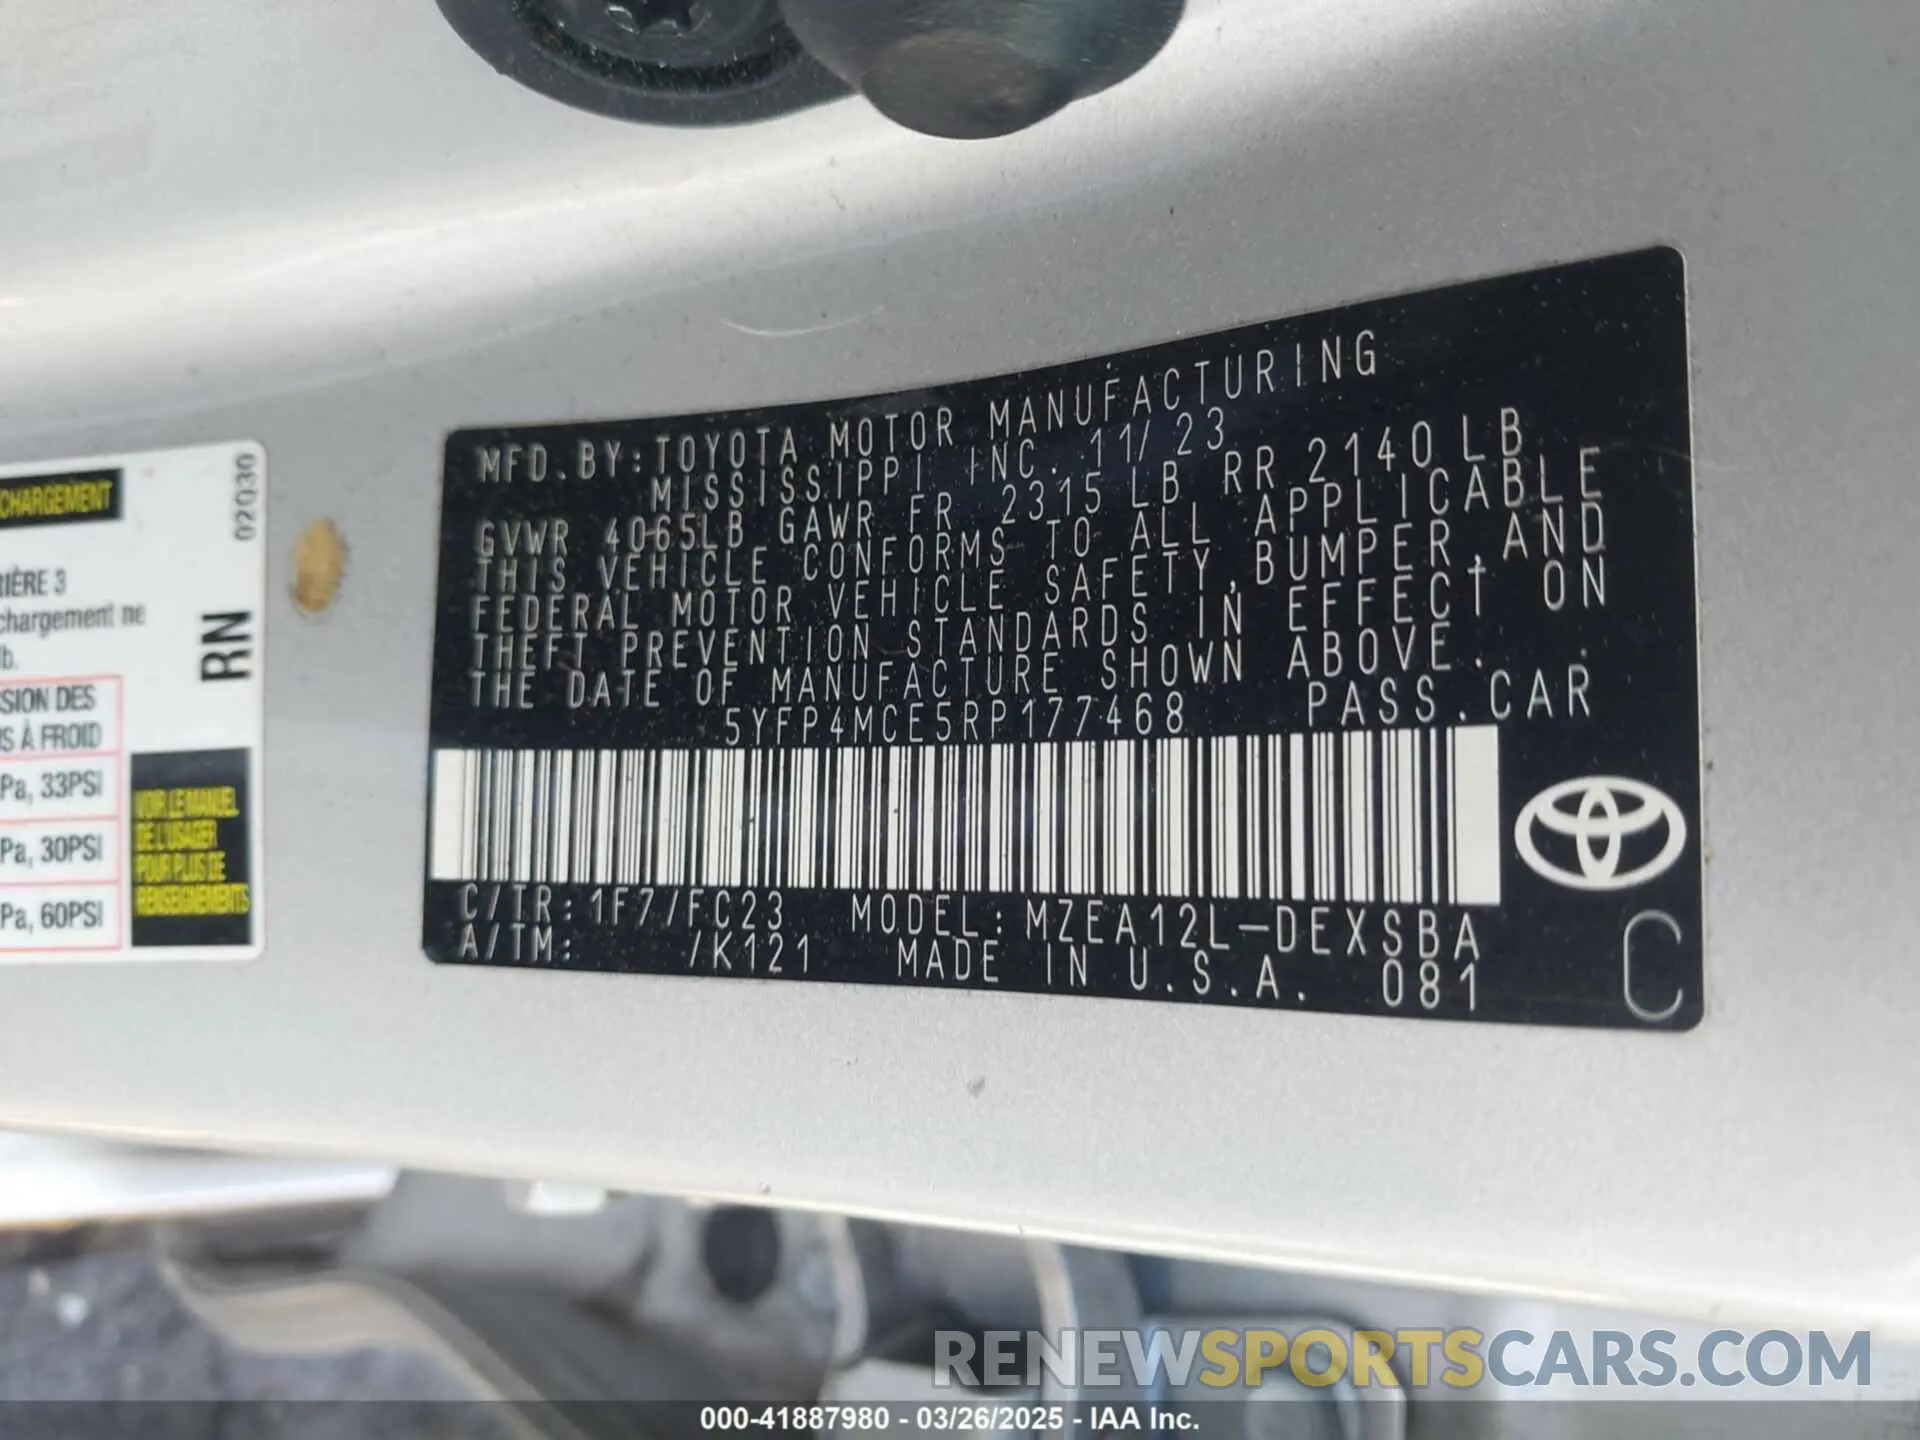 CHARGEMENT
02Q30
RIÈRE 3
chargement ne
lb.
RN
SION DES
S À FROID
Pa, 33PSI
Pa, 30PSI
Pa, 60PSI
VOIR LE MANUEL
DE L'USAGER
POUR PLUS DE
RENSEIGNEMENTS
MFD.BY:TOYOTA MOTOR MANUFACTURING
MISSISSIPPI INC. 11/23
GVWR 4065LB GAWR FR 2315 LB RR 2140 LB
THIS VEHICLE CONFORMS TO ALL APPLICABLE
FEDERAL MOTOR VEHICLE SAFETY,BUMPER,AND
THEFT PREVENTION STANDARDS IN EFFECT ON
THE DATE OF MANUFACTURE SHOWN ABOVE.
5YFP4MCE5RP177468 PASS.CAR
C/TR:1F7/FC23 MODEL:MZEA12L-DEXSBA
A/TM: /K121 MADE IN U.S.A. 081
C
RENEWSPORTSCARS.COM
000-41887980 - 03/26/2025 - IAA Inc.